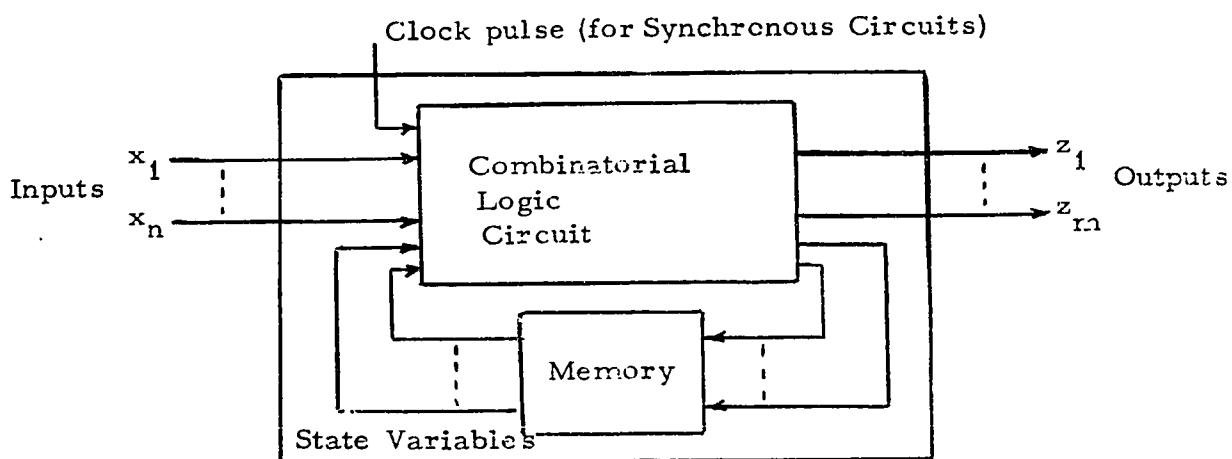 Clock pulse (for Synchronous Circuits)
Inputs
x1
xn
Combinatorial
Logic
Circuit
z1
zm
Outputs
Memory
State Variables